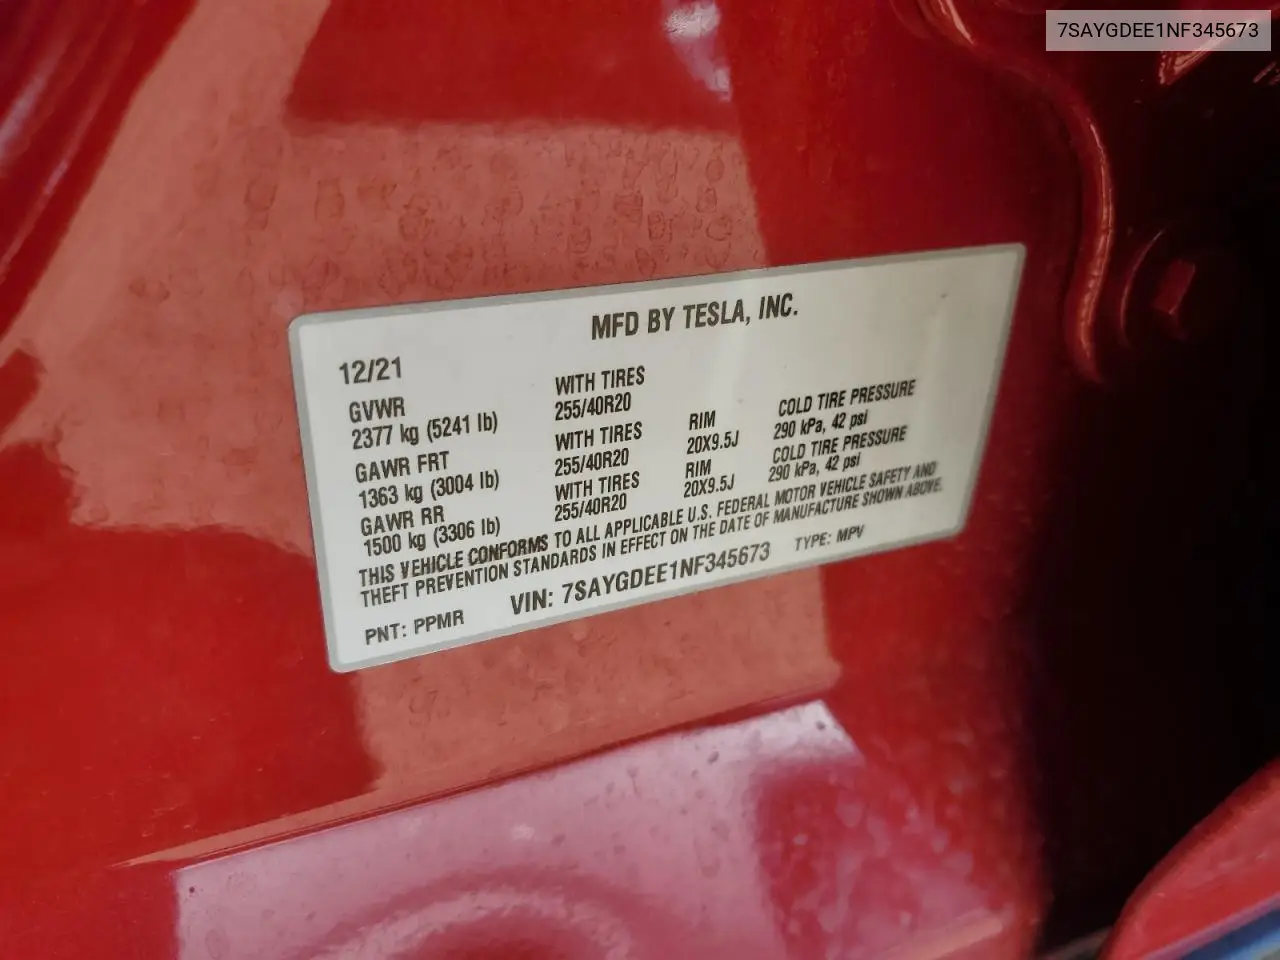 7SAYGDEE1NF345673
MFD BY TESLA, INC.
12/21
GVWR
2377 kg (5241 lb)
WITH TIRES
255/40R20
GAWR FRT
1363 kg (3004 lb)
WITH TIRES
255/40R20
RIM
20X9.5J
COLD TIRE PRESSURE
290 kPa, 42 psi
GAWR RR
1500 kg (3306 lb)
WITH TIRES
255/40R20
RIM
20X9.5J
COLD TIRE PRESSURE
290 kPa, 42 psi
THIS VEHICLE CONFORMS TO ALL APPLICABLE U.S. FEDERAL MOTOR VEHICLE SAFETY AND
THEFT PREVENTION STANDARDS IN EFFECT ON THE DATE OF MANUFACTURE SHOWN ABOVE.
PNT: PPMR VIN: 7SAYGDEE1NF345673 TYPE: MPV